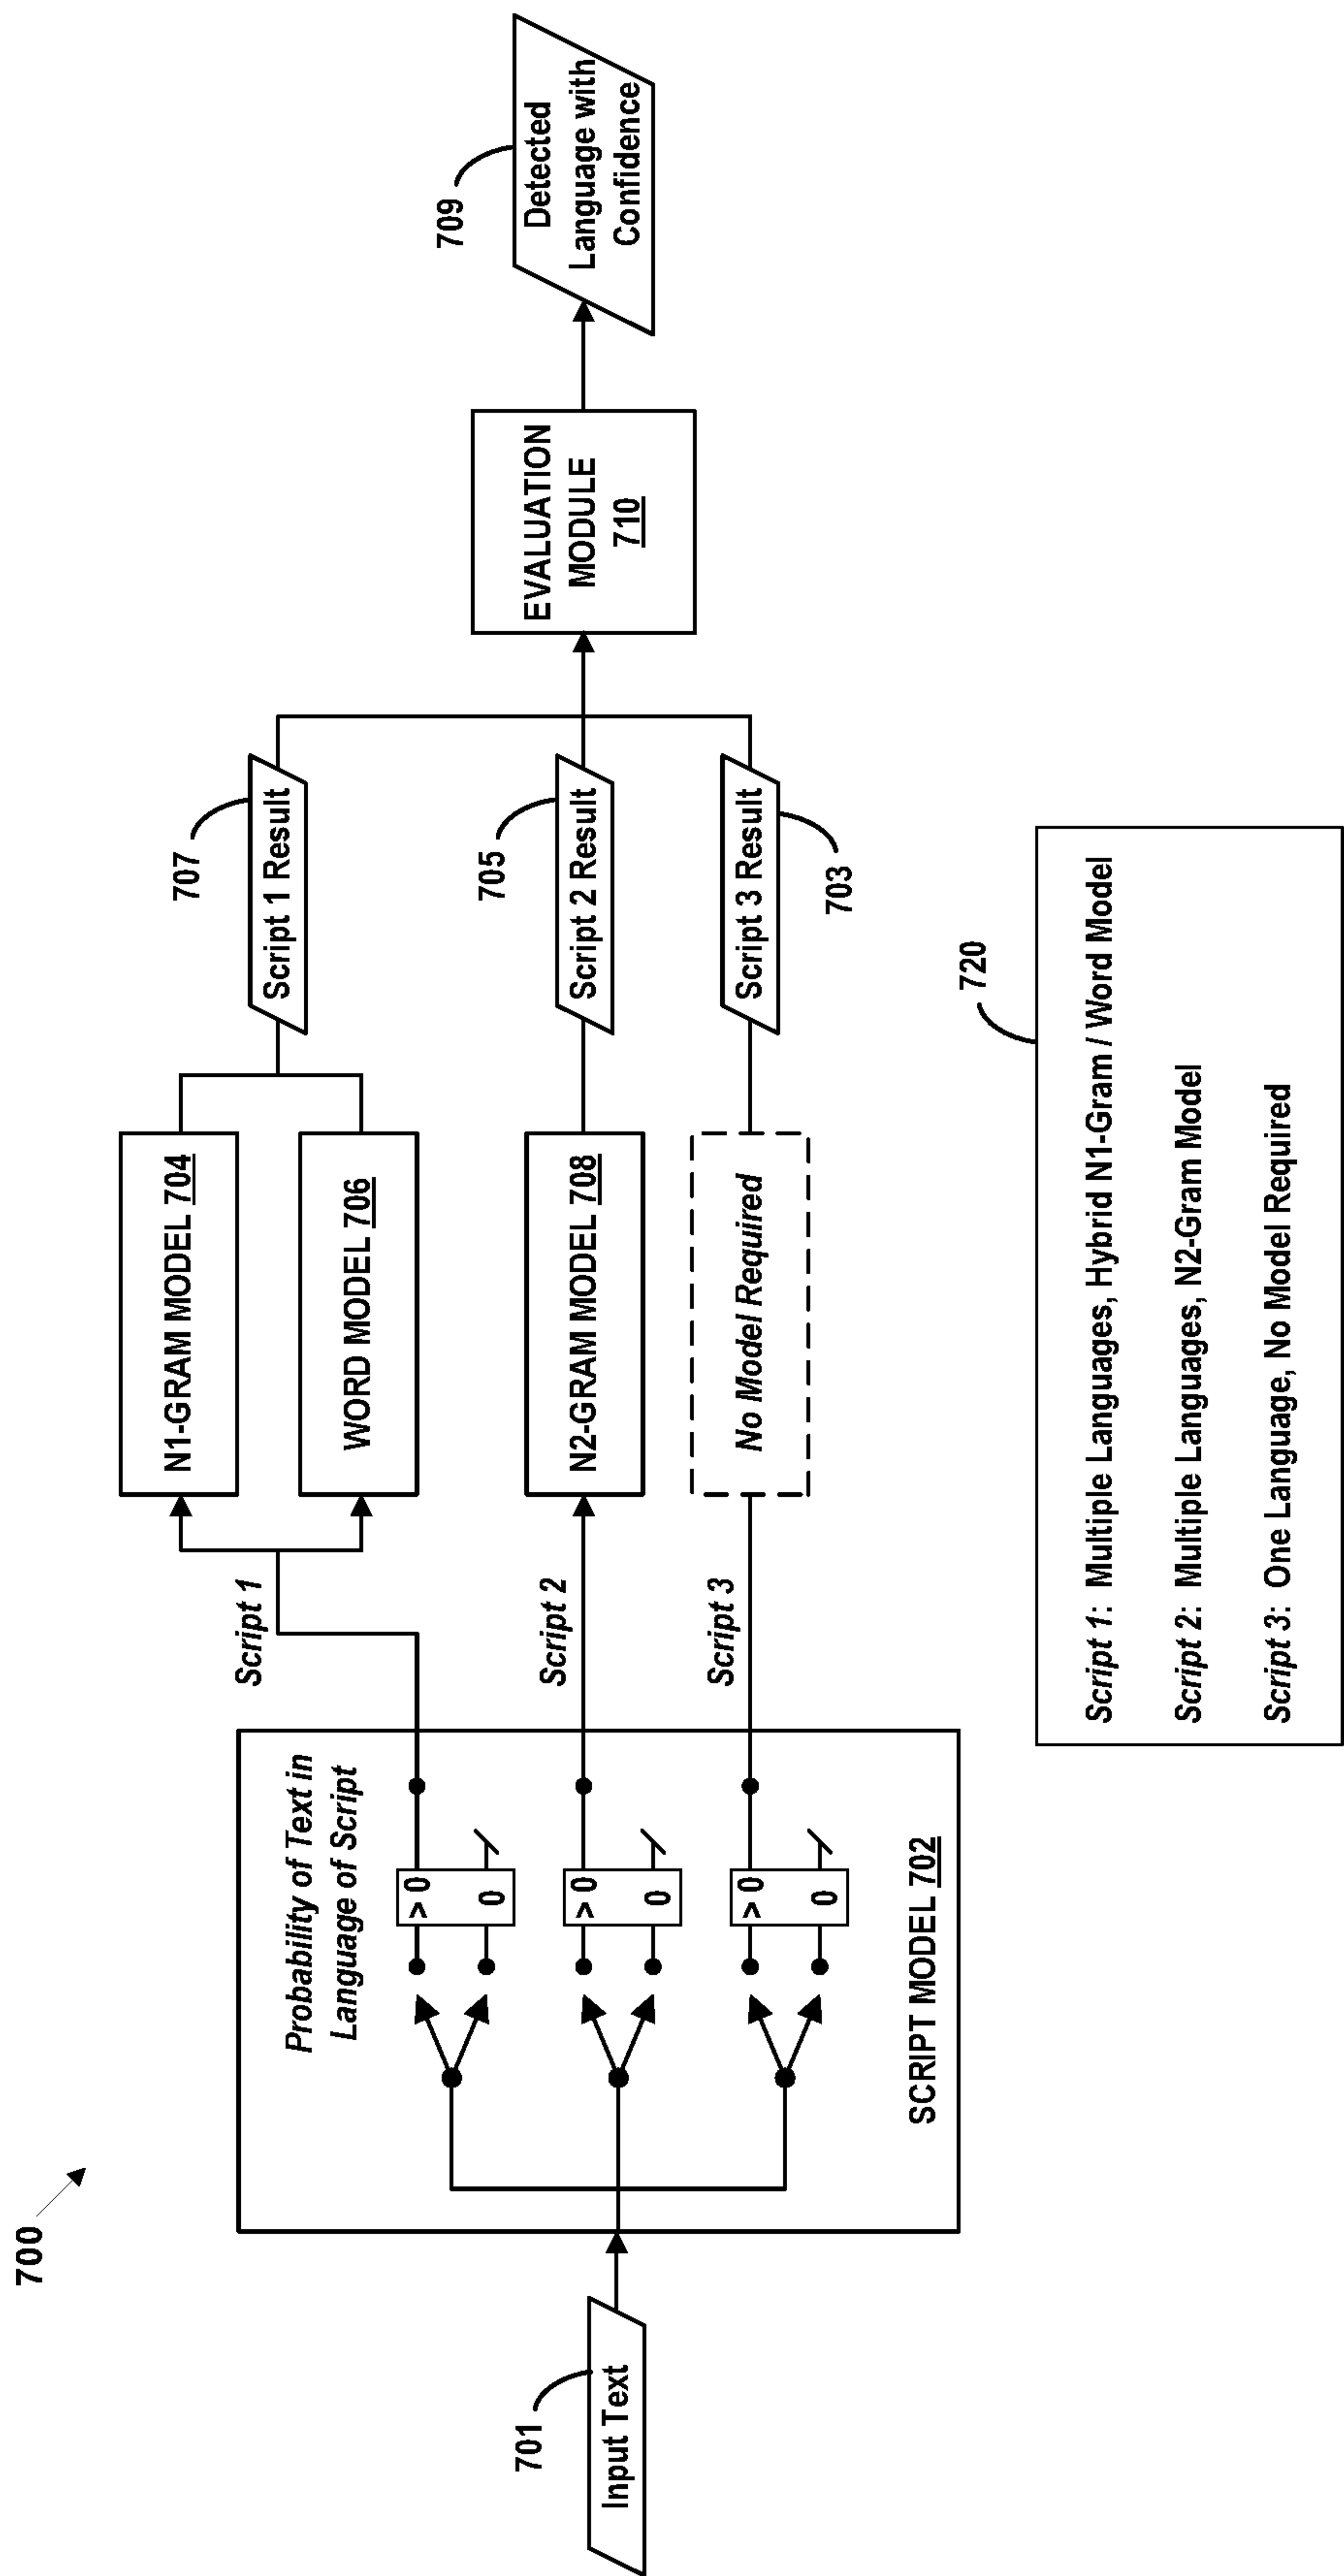 700
701
Input Text
Probability of Text in
Language of Script
> 0
0
> 0
0
> 0
0
SCRIPT MODEL 702
Script 1
Script 2
Script 3
N1-GRAM MODEL 704
WORD MODEL 706
N2-GRAM MODEL 708
No Model Required
707
Script 1 Result
705
Script 2 Result
Script 3 Result
703
EVALUATION
MODULE
710
709
Detected
Language with
Confidence
720
Script 1: Multiple Languages, Hybrid N1-Gram / Word Model
Script 2: Multiple Languages, N2-Gram Model
Script 3: One Language, No Model Required